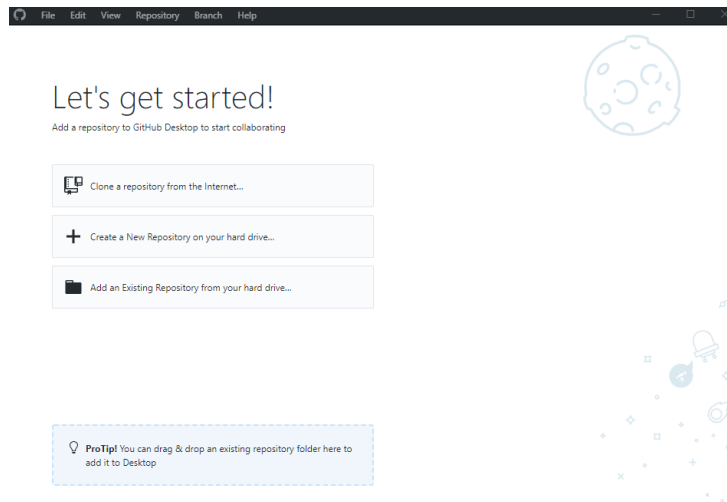 File Edit View Repository Branch Help
Let's get started!
Add a repository to GitHub Desktop to start collaborating
Clone a repository from the Internet...
Create a New Repository on your hard drive...
Add an Existing Repository from your hard drive...
ProTip! You can drag & drop an existing repository folder here to
add it to Desktop